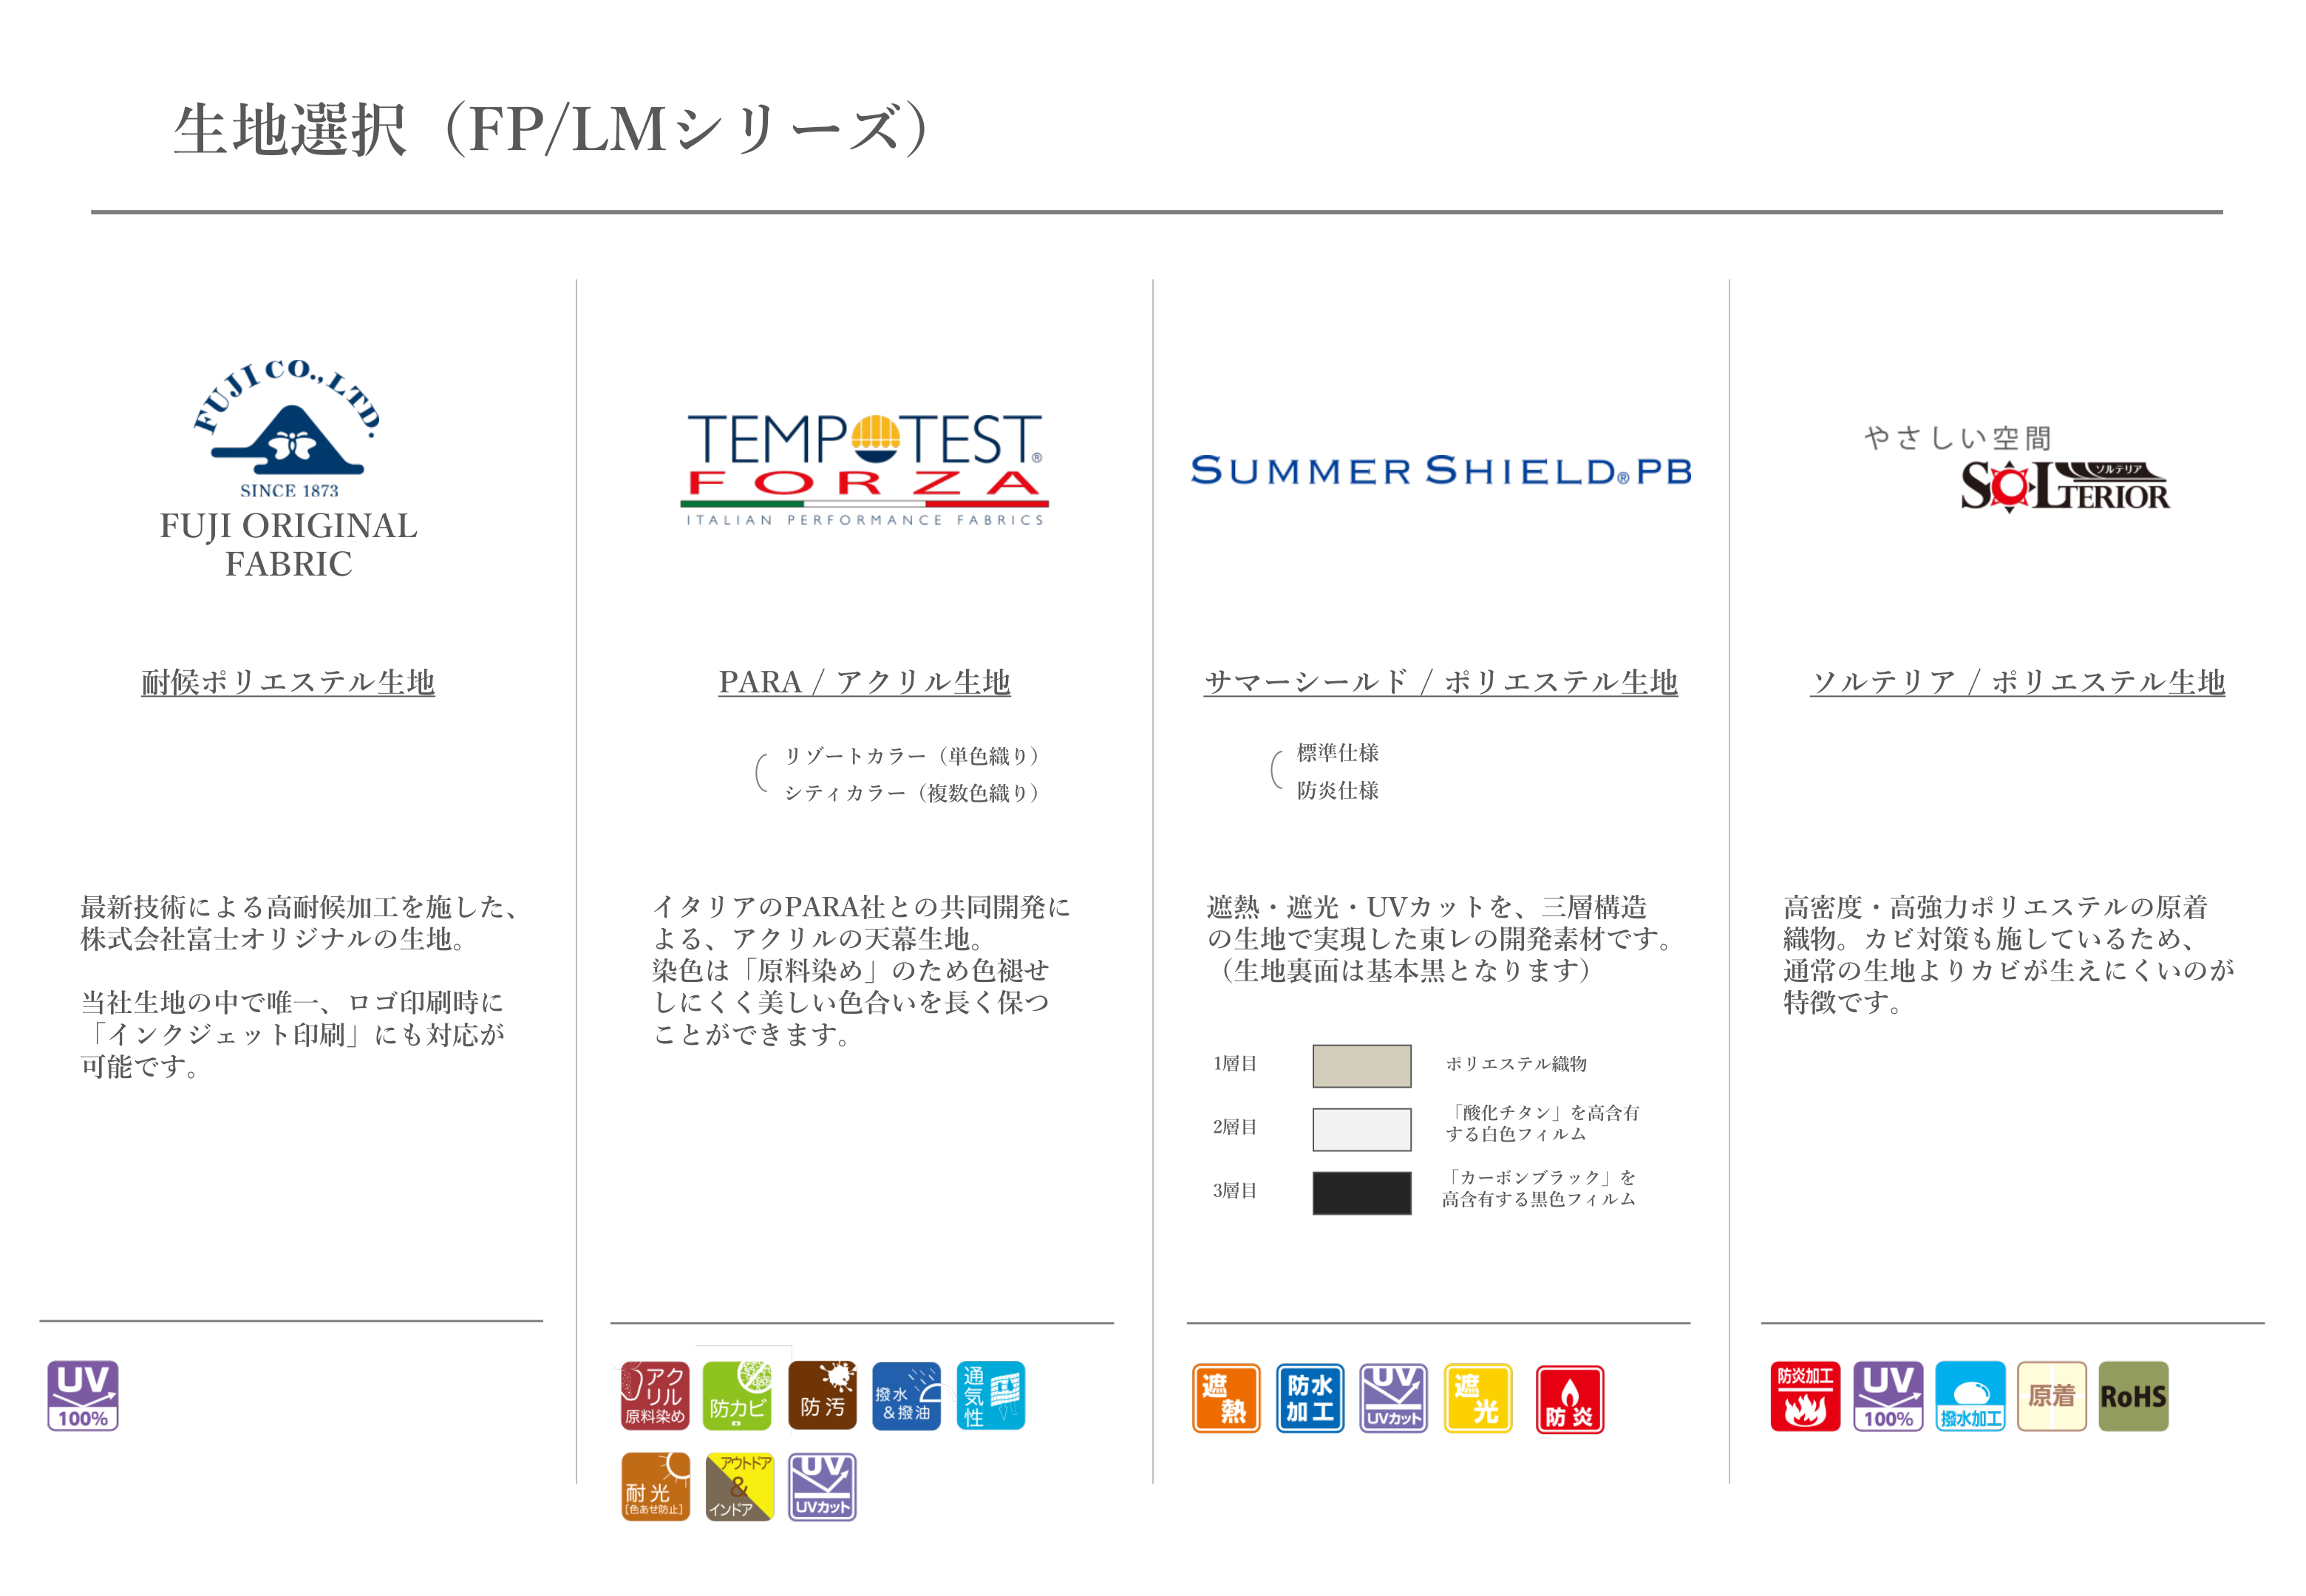 生地選択（FP/LMシリーズ）
FUJI CO., LTD.
SINCE 1873
FUJI ORIGINAL
FABRIC
耐候ポリエステル生地
最新技術による高耐候加工を施した、
株式会社富士オリジナルの生地。
当社生地の中で唯一、ロゴ印刷時に
「インクジェット印刷」にも対応が
可能です。
UV
100%
TEMPOTEST®
FORZA
ITALIAN PERFORMANCE FABRICS
PARA / アクリル生地
リゾートカラー（単色織り）
シティカラー（複数色織り）
イタリアのPARA社との共同開発に
よる、アクリルの天幕生地。
染色は「原料染め」のため色褪せ
しにくく美しい色合いを長く保つ
ことができます。
アク
リル
原料染め
防カビ
防汚
撥水
&撥油
通
気
性
耐光
[色あせ防止]
アウトドア
&
インドア
UV
UVカット
SUMMER SHIELD® PB
サマーシールド / ポリエステル生地
標準仕様
防炎仕様
遮熱・遮光・UVカットを、三層構造
の生地で実現した東レの開発素材です。
（生地裏面は基本黒となります）
1層目
ポリエステル織物
2層目
「酸化チタン」を高含有
する白色フィルム
3層目
「カーボンブラック」を
高含有する黒色フィルム
遮
熱
防水
加工
UV
UVカット
遮
光
防炎
やさしい空間
ソルテリア
SOLTERIOR
ソルテリア / ポリエステル生地
高密度・高強力ポリエステルの原着
織物。カビ対策も施しているため、
通常の生地よりカビが生えにくいのが
特徴です。
防炎加工
UV
100%
撥水加工
原着
RoHS